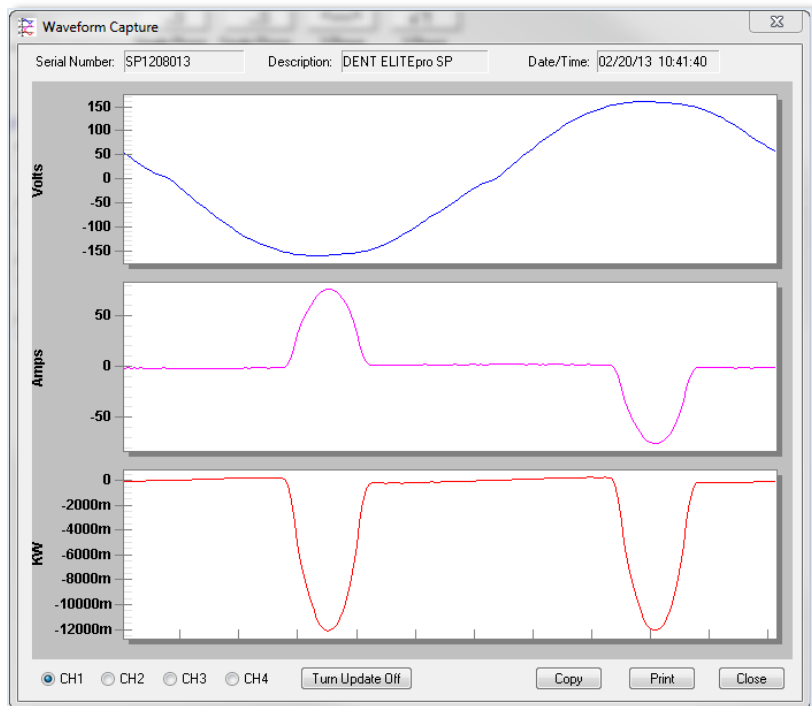 Waveform Capture
Serial Number: SP1208013 Description: DENT ELITEpro SP Date/Time: 02/20/13 10:41:40
150
100
50
0
-50
-100
-150
Volts
50
0
-50
Amps
0
-2000m
-4000m
-6000m
-8000m
-10000m
-12000m
KW
CH1 CH2 CH3 CH4 Turn Update Off Copy Print Close